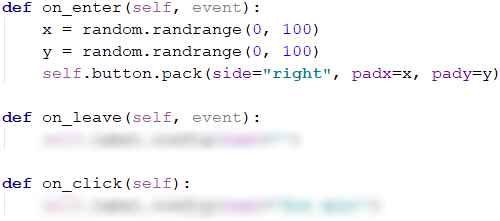 def on_enter(self, event):
    x = random.randrange(0, 100)
    y = random.randrange(0, 100)
    self.button.pack(side="right", padx=x, pady=y)
def on_leave(self, event):
def on_click(self):